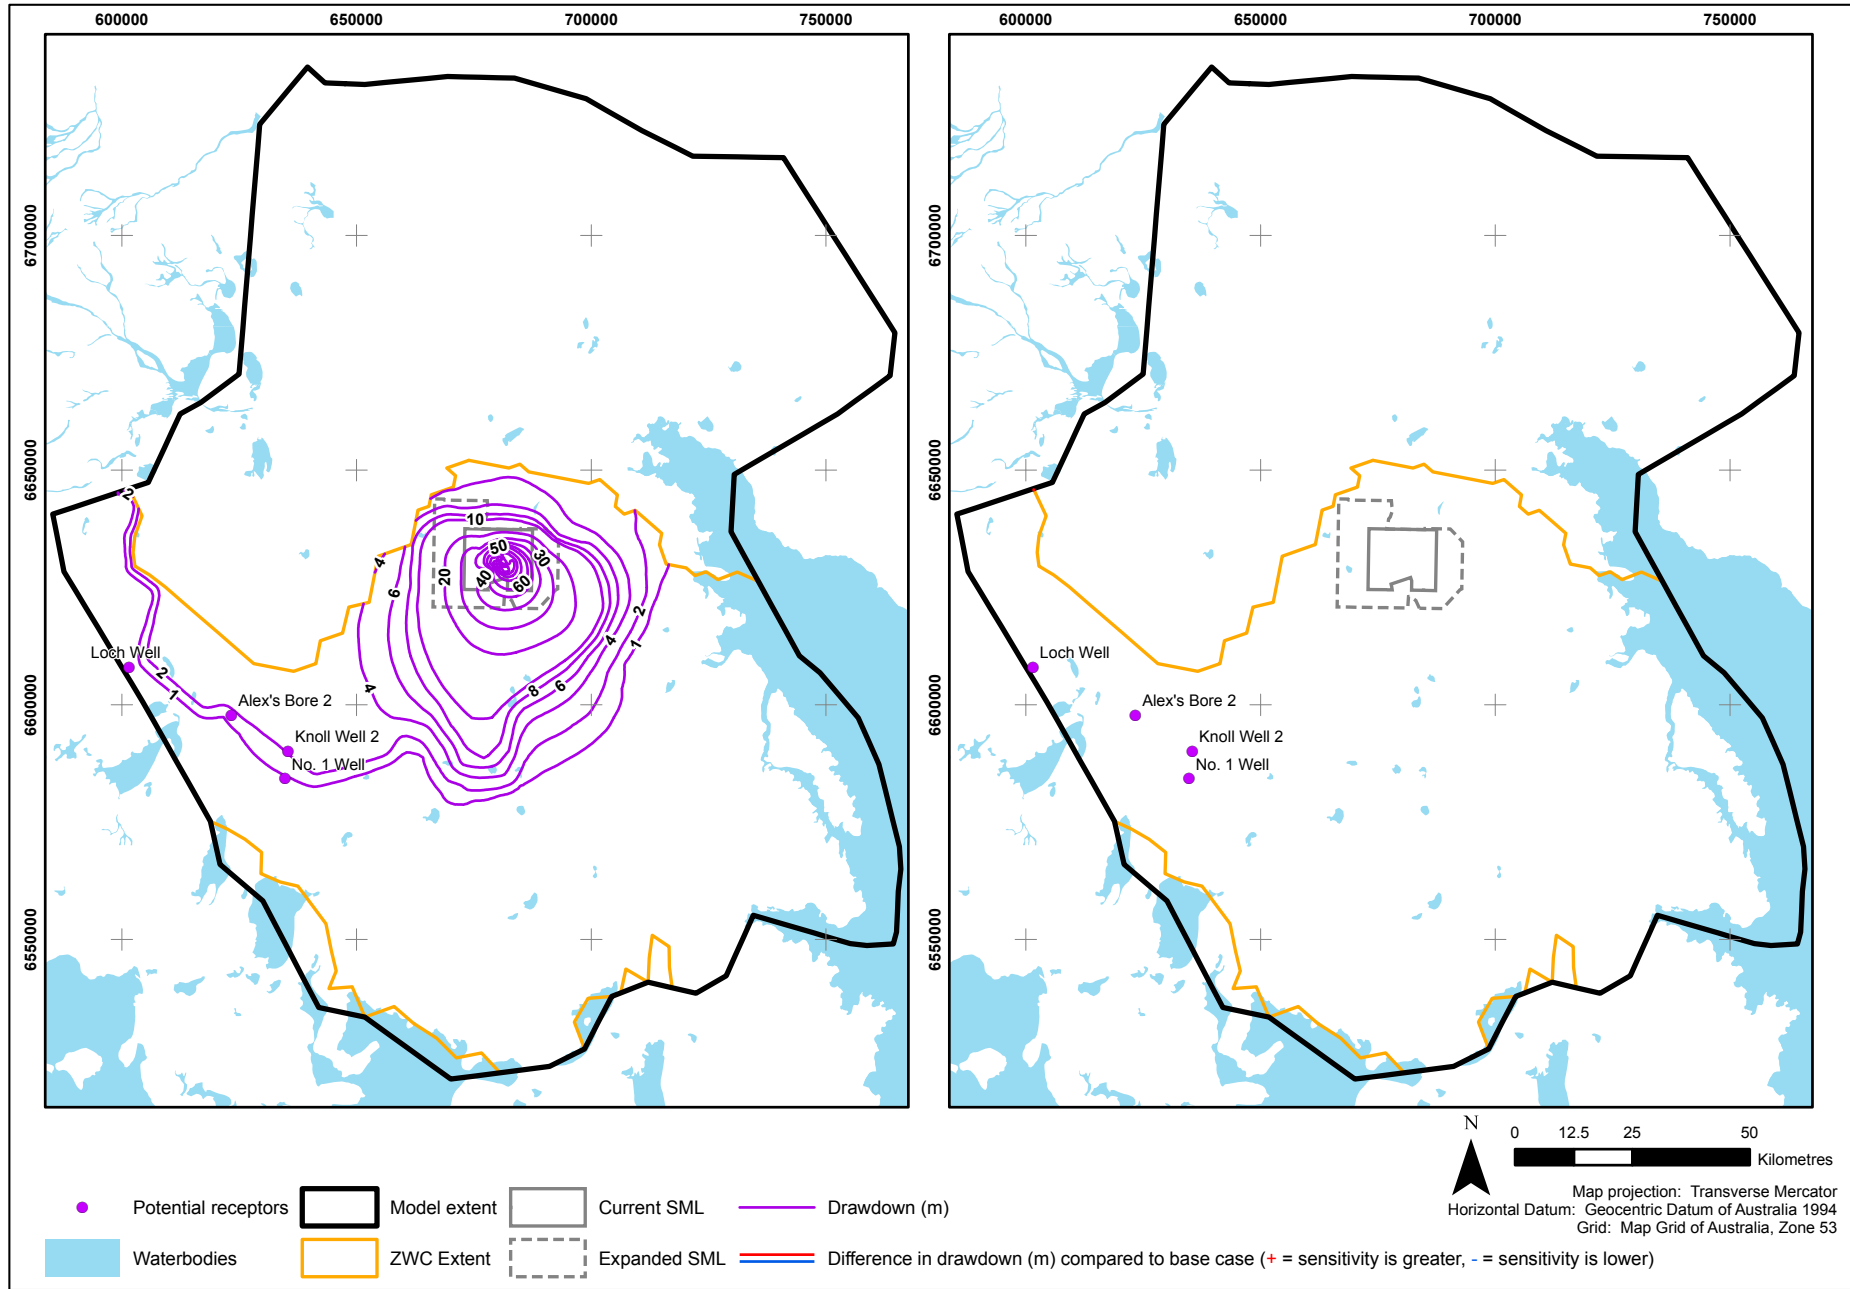 600000 650000 700000 750000 600000 650000 700000 750000
6700000
6650000
6600000
6550000
6700000
6650000
6600000
6550000
2
10
50
30
4
20
40
60
6
2
4
1
Loch Well
2
1
4
8
6
Alex's Bore 2
Knoll Well 2
No. 1 Well
Loch Well
Alex's Bore 2
Knoll Well 2
No. 1 Well
N
0 12.5 25 50
Kilometres
Map projection: Transverse Mercator
Horizontal Datum: Geocentric Datum of Australia 1994
Grid: Map Grid of Australia, Zone 53
Potential receptors Model extent Current SML Drawdown (m)
Waterbodies ZWC Extent Expanded SML Difference in drawdown (m) compared to base case (+ = sensitivity is greater, - = sensitivity is lower)